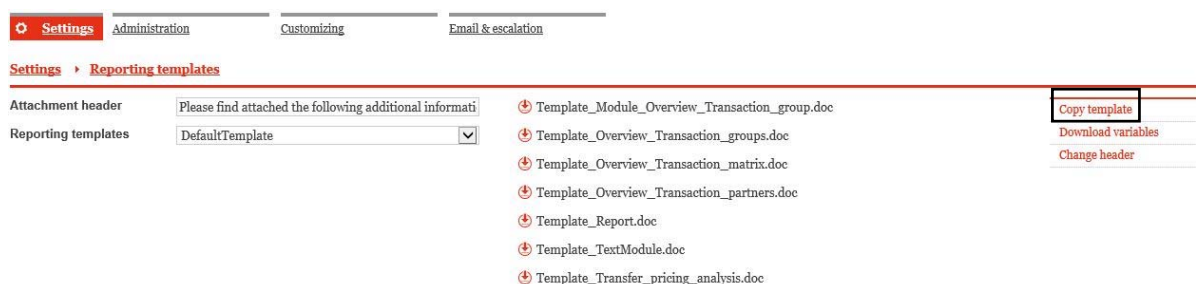 Settings Administration Customizing Email & escalation
Settings Reporting templates
Attachment header Please find attached the following additional informati
Reporting templates DefaultTemplate
Template_Module_Overview_Transaction_group.doc
Template_Overview_Transaction_groups.doc
Template_Overview_Transaction_matrix.doc
Template_Overview_Transaction_partners.doc
Template_Report.doc
Template_TextModule.doc
Template_Transfer_pricing_analysis.doc
Copy template
Download variables
Change header